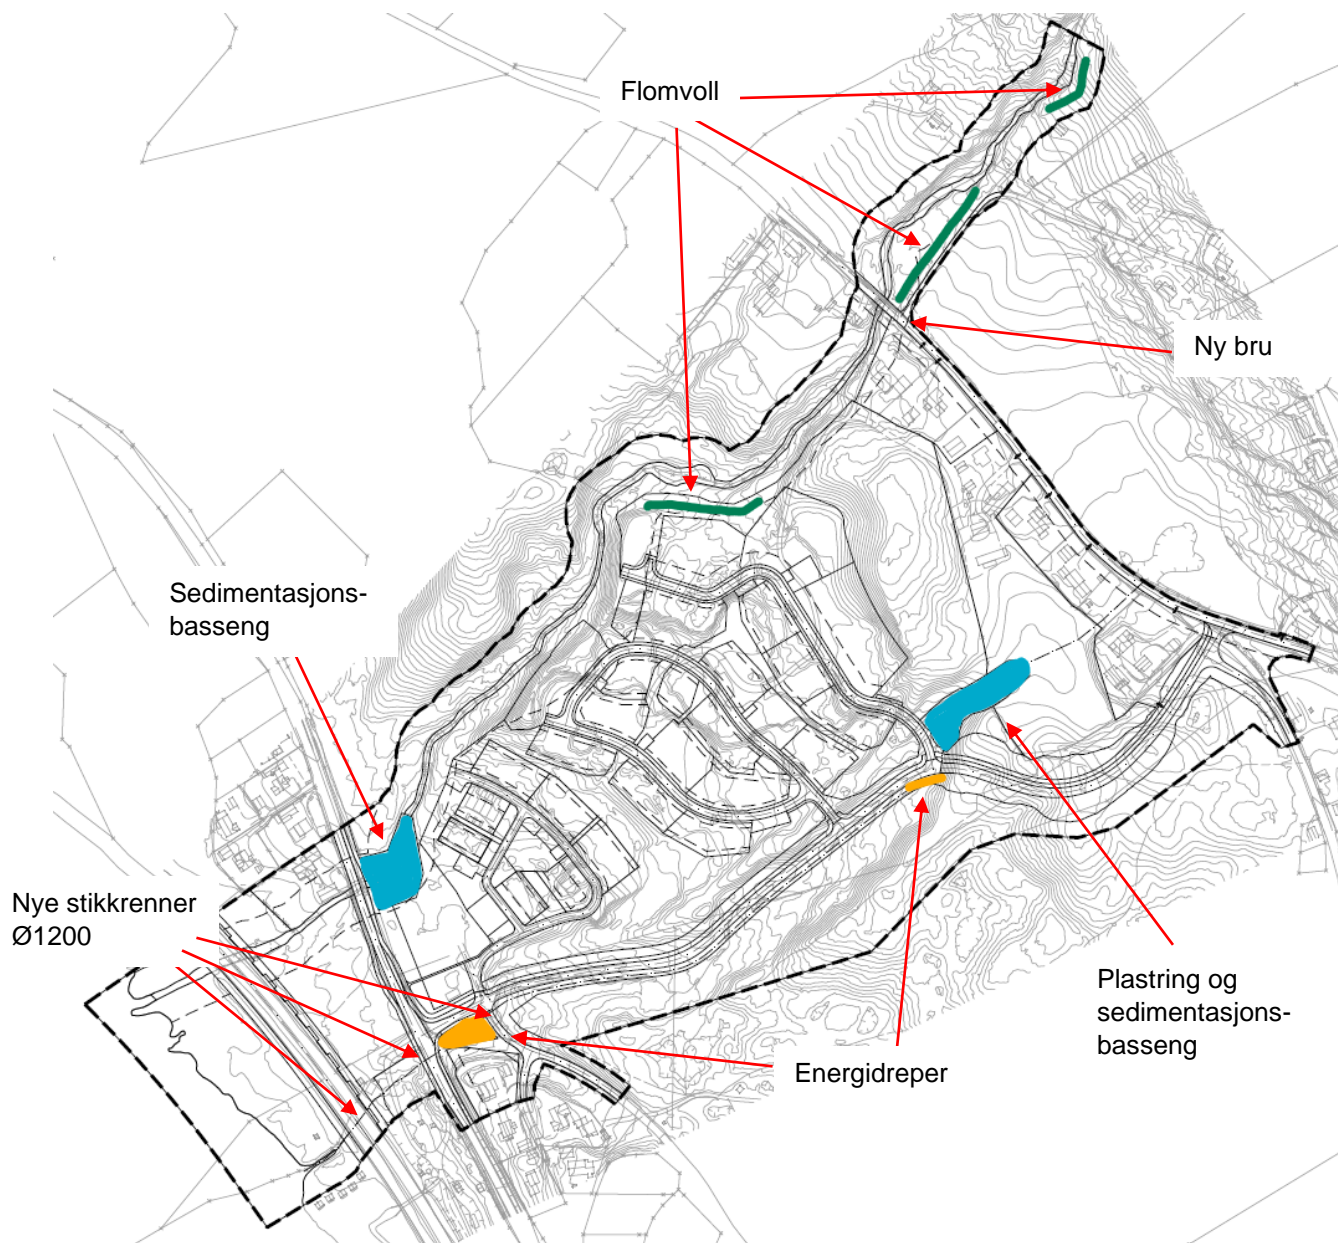 Flomvoll
Ny bru
Sedimentasjons-
basseng
Nye stikkrenner
Ø1200
Plastring og
sedimentasjons-
basseng
Energidreper